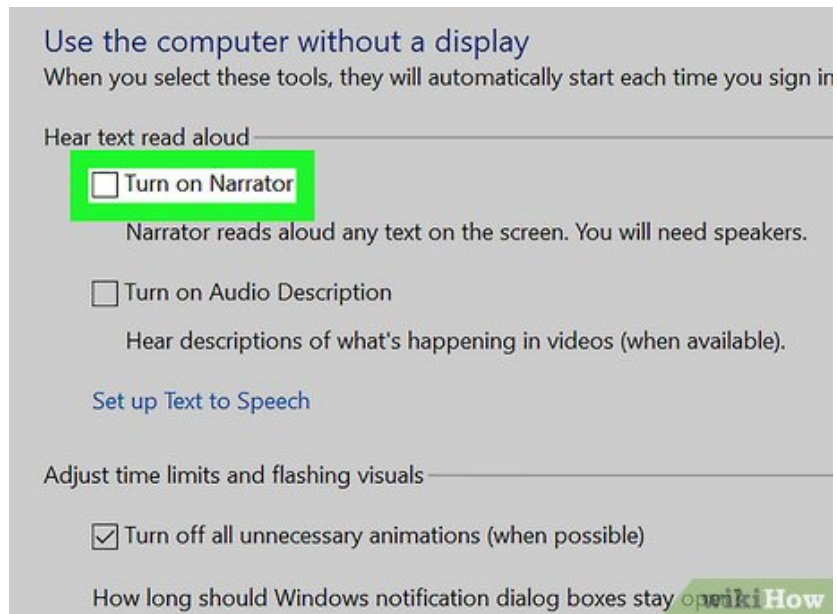 Use the computer without a display
When you select these tools, they will automatically start each time you sign in
Hear text read aloud
Turn on Narrator
Narrator reads aloud any text on the screen. You will need speakers.
Turn on Audio Description
Hear descriptions of what's happening in videos (when available).
Set up Text to Speech
Adjust time limits and flashing visuals
Turn off all unnecessary animations (when possible)
How long should Windows notification dialog boxes stay
wikiHow